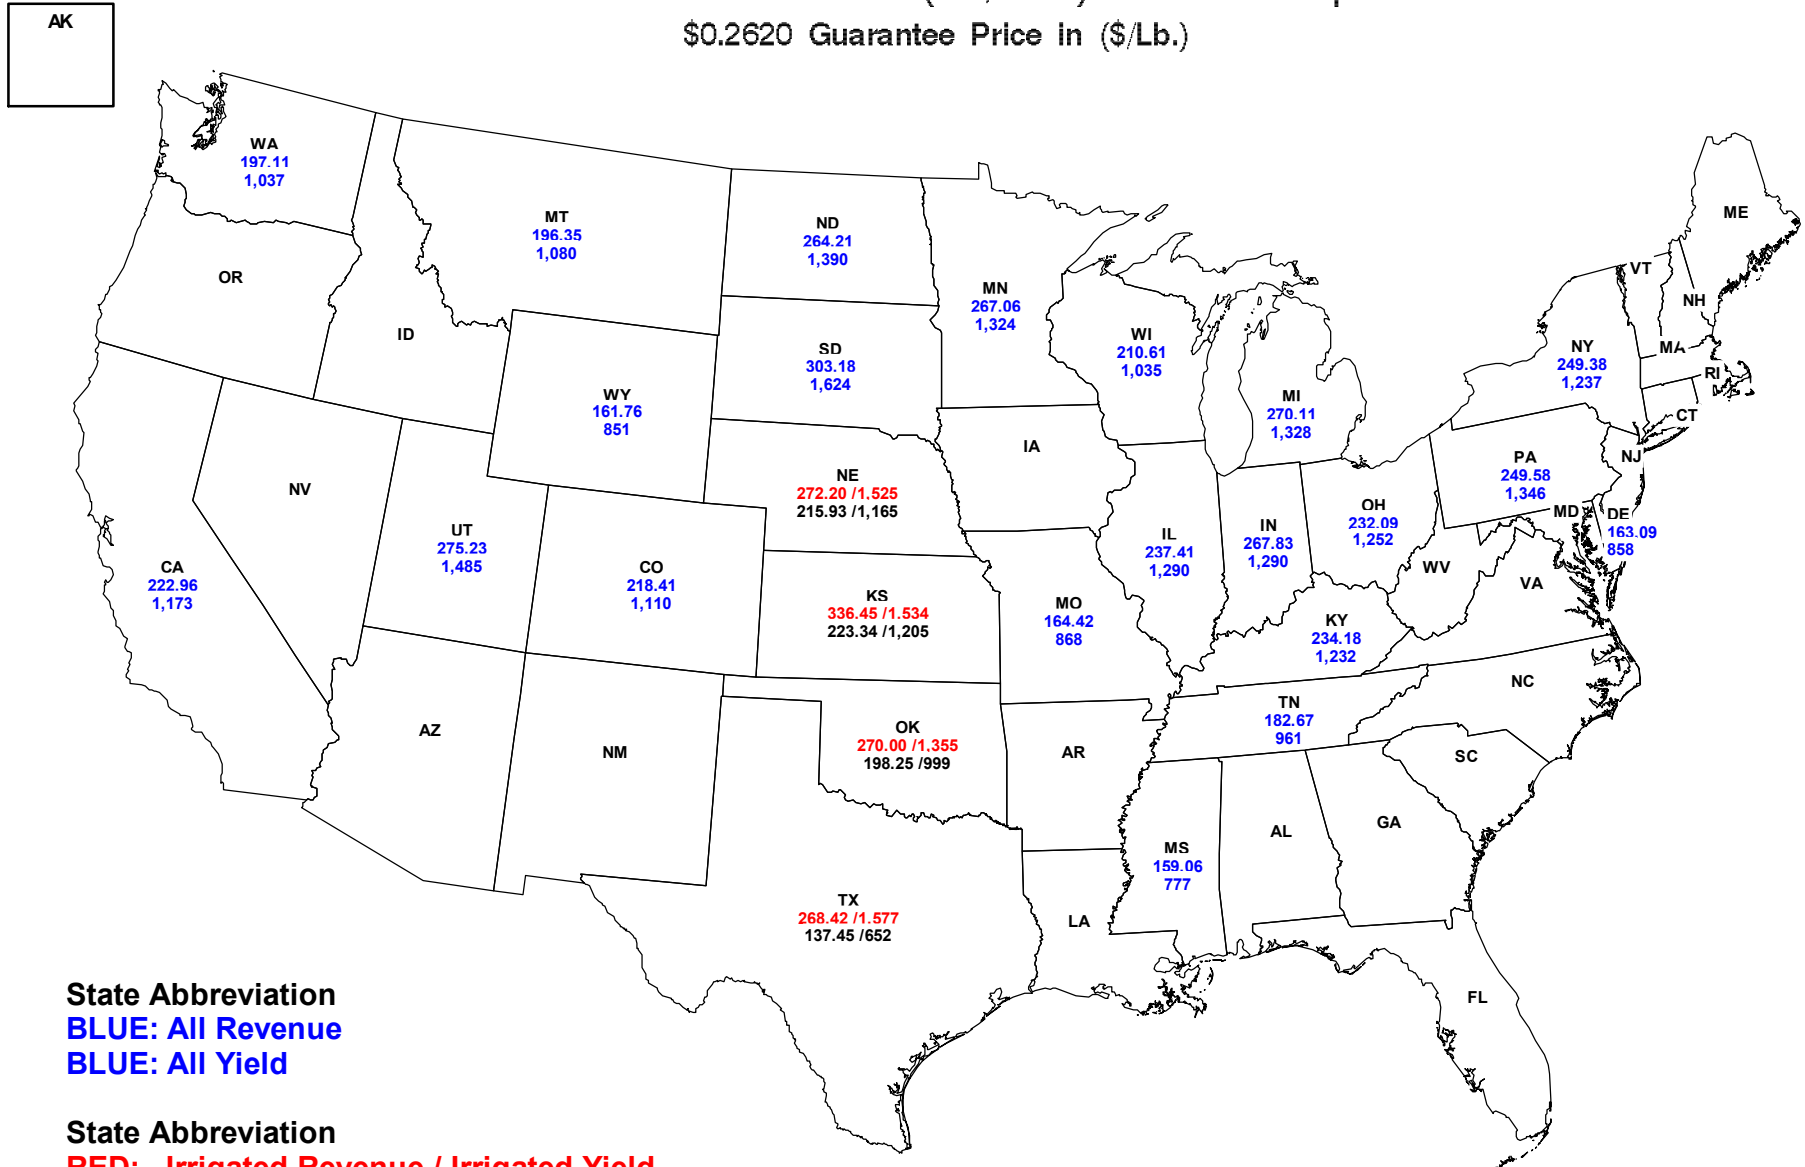 AK
$0.2620 Guarantee Price in ($/Lb.)
WA
197.11
1,037
MT
196.35
1,080
ND
264.21
1,390
MN
267.06
1,324
OR
ID
SD
303.18
1,624
WI
210.61
1,035
MI
270.11
1,328
NY
249.38
1,237
ME
VT
NH
MA
RI
CT
WY
161.76
851
IA
NE
272.20 /1,525
215.93 /1,165
NV
UT
275.23
1,485
CO
218.41
1,110
CA
222.96
1,173
KS
336.45 /1,534
223.34 /1,205
MO
164.42
868
IL
237.41
1,290
IN
267.83
1,290
OH
232.09
1,252
PA
249.58
1,346
NJ
MD
DE
163.09
858
WV
VA
KY
234.18
1,232
NC
TN
182.67
961
AZ
NM
OK
270.00 /1,355
198.25 /999
AR
SC
MS
159.06
777
AL
GA
TX
268.42 /1,577
137.45 /652
LA
FL
State Abbreviation
BLUE: All Revenue
BLUE: All Yield
State Abbreviation
RED: Irrigated Revenue / Irrigated Yield